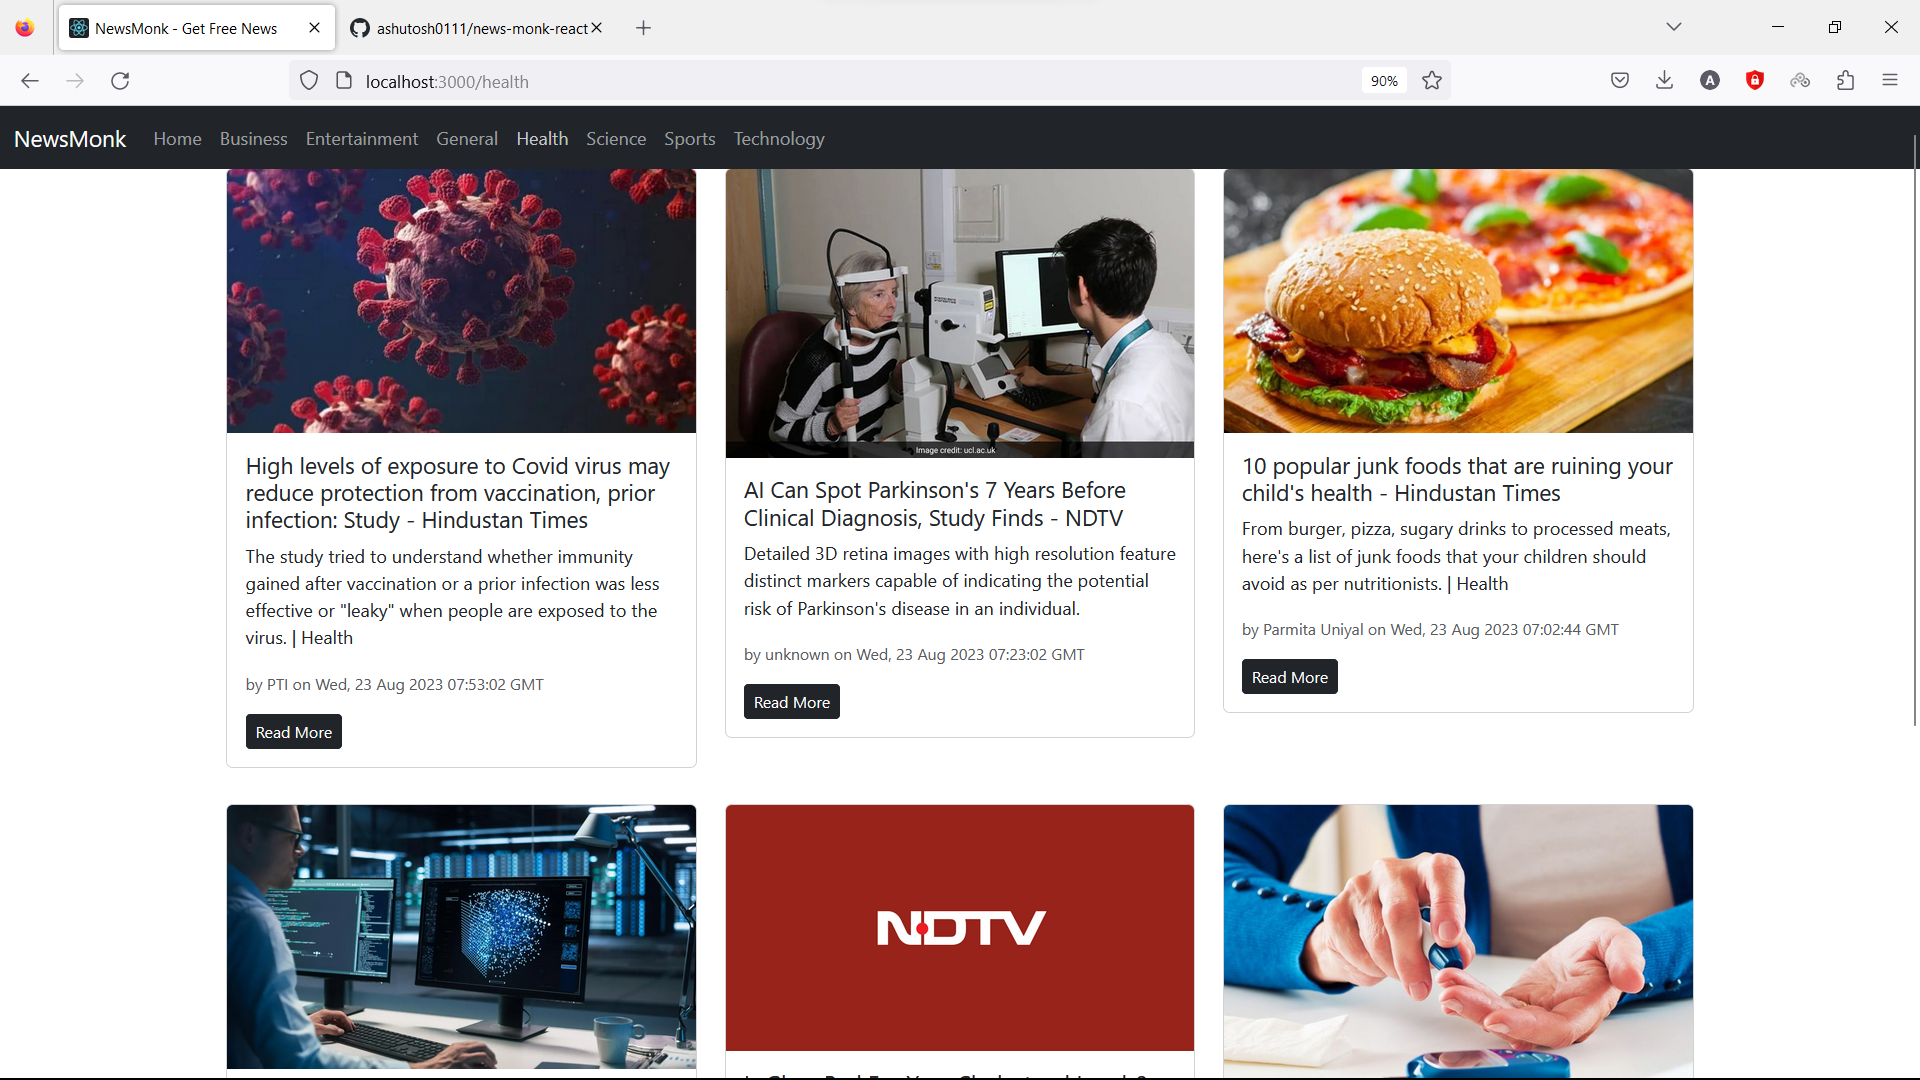 NewsMonk - Get Free News
ashutosh0111/news-monk-react
localhost:3000/health
90%
A
NewsMonk Home Business Entertainment General Health Science Sports Technology
Image credit: ucl.ac.uk
High levels of exposure to Covid virus may
reduce protection from vaccination, prior
infection: Study - Hindustan Times
The study tried to understand whether immunity
gained after vaccination or a prior infection was less
effective or "leaky" when people are exposed to the
virus. | Health
by PTI on Wed, 23 Aug 2023 07:53:02 GMT
Read More
AI Can Spot Parkinson's 7 Years Before
Clinical Diagnosis, Study Finds - NDTV
Detailed 3D retina images with high resolution feature
distinct markers capable of indicating the potential
risk of Parkinson's disease in an individual.
by unknown on Wed, 23 Aug 2023 07:23:02 GMT
Read More
10 popular junk foods that are ruining your
child's health - Hindustan Times
From burger, pizza, sugary drinks to processed meats,
here's a list of junk foods that your children should
avoid as per nutritionists. | Health
by Parmita Uniyal on Wed, 23 Aug 2023 07:02:44 GMT
Read More
NDTV